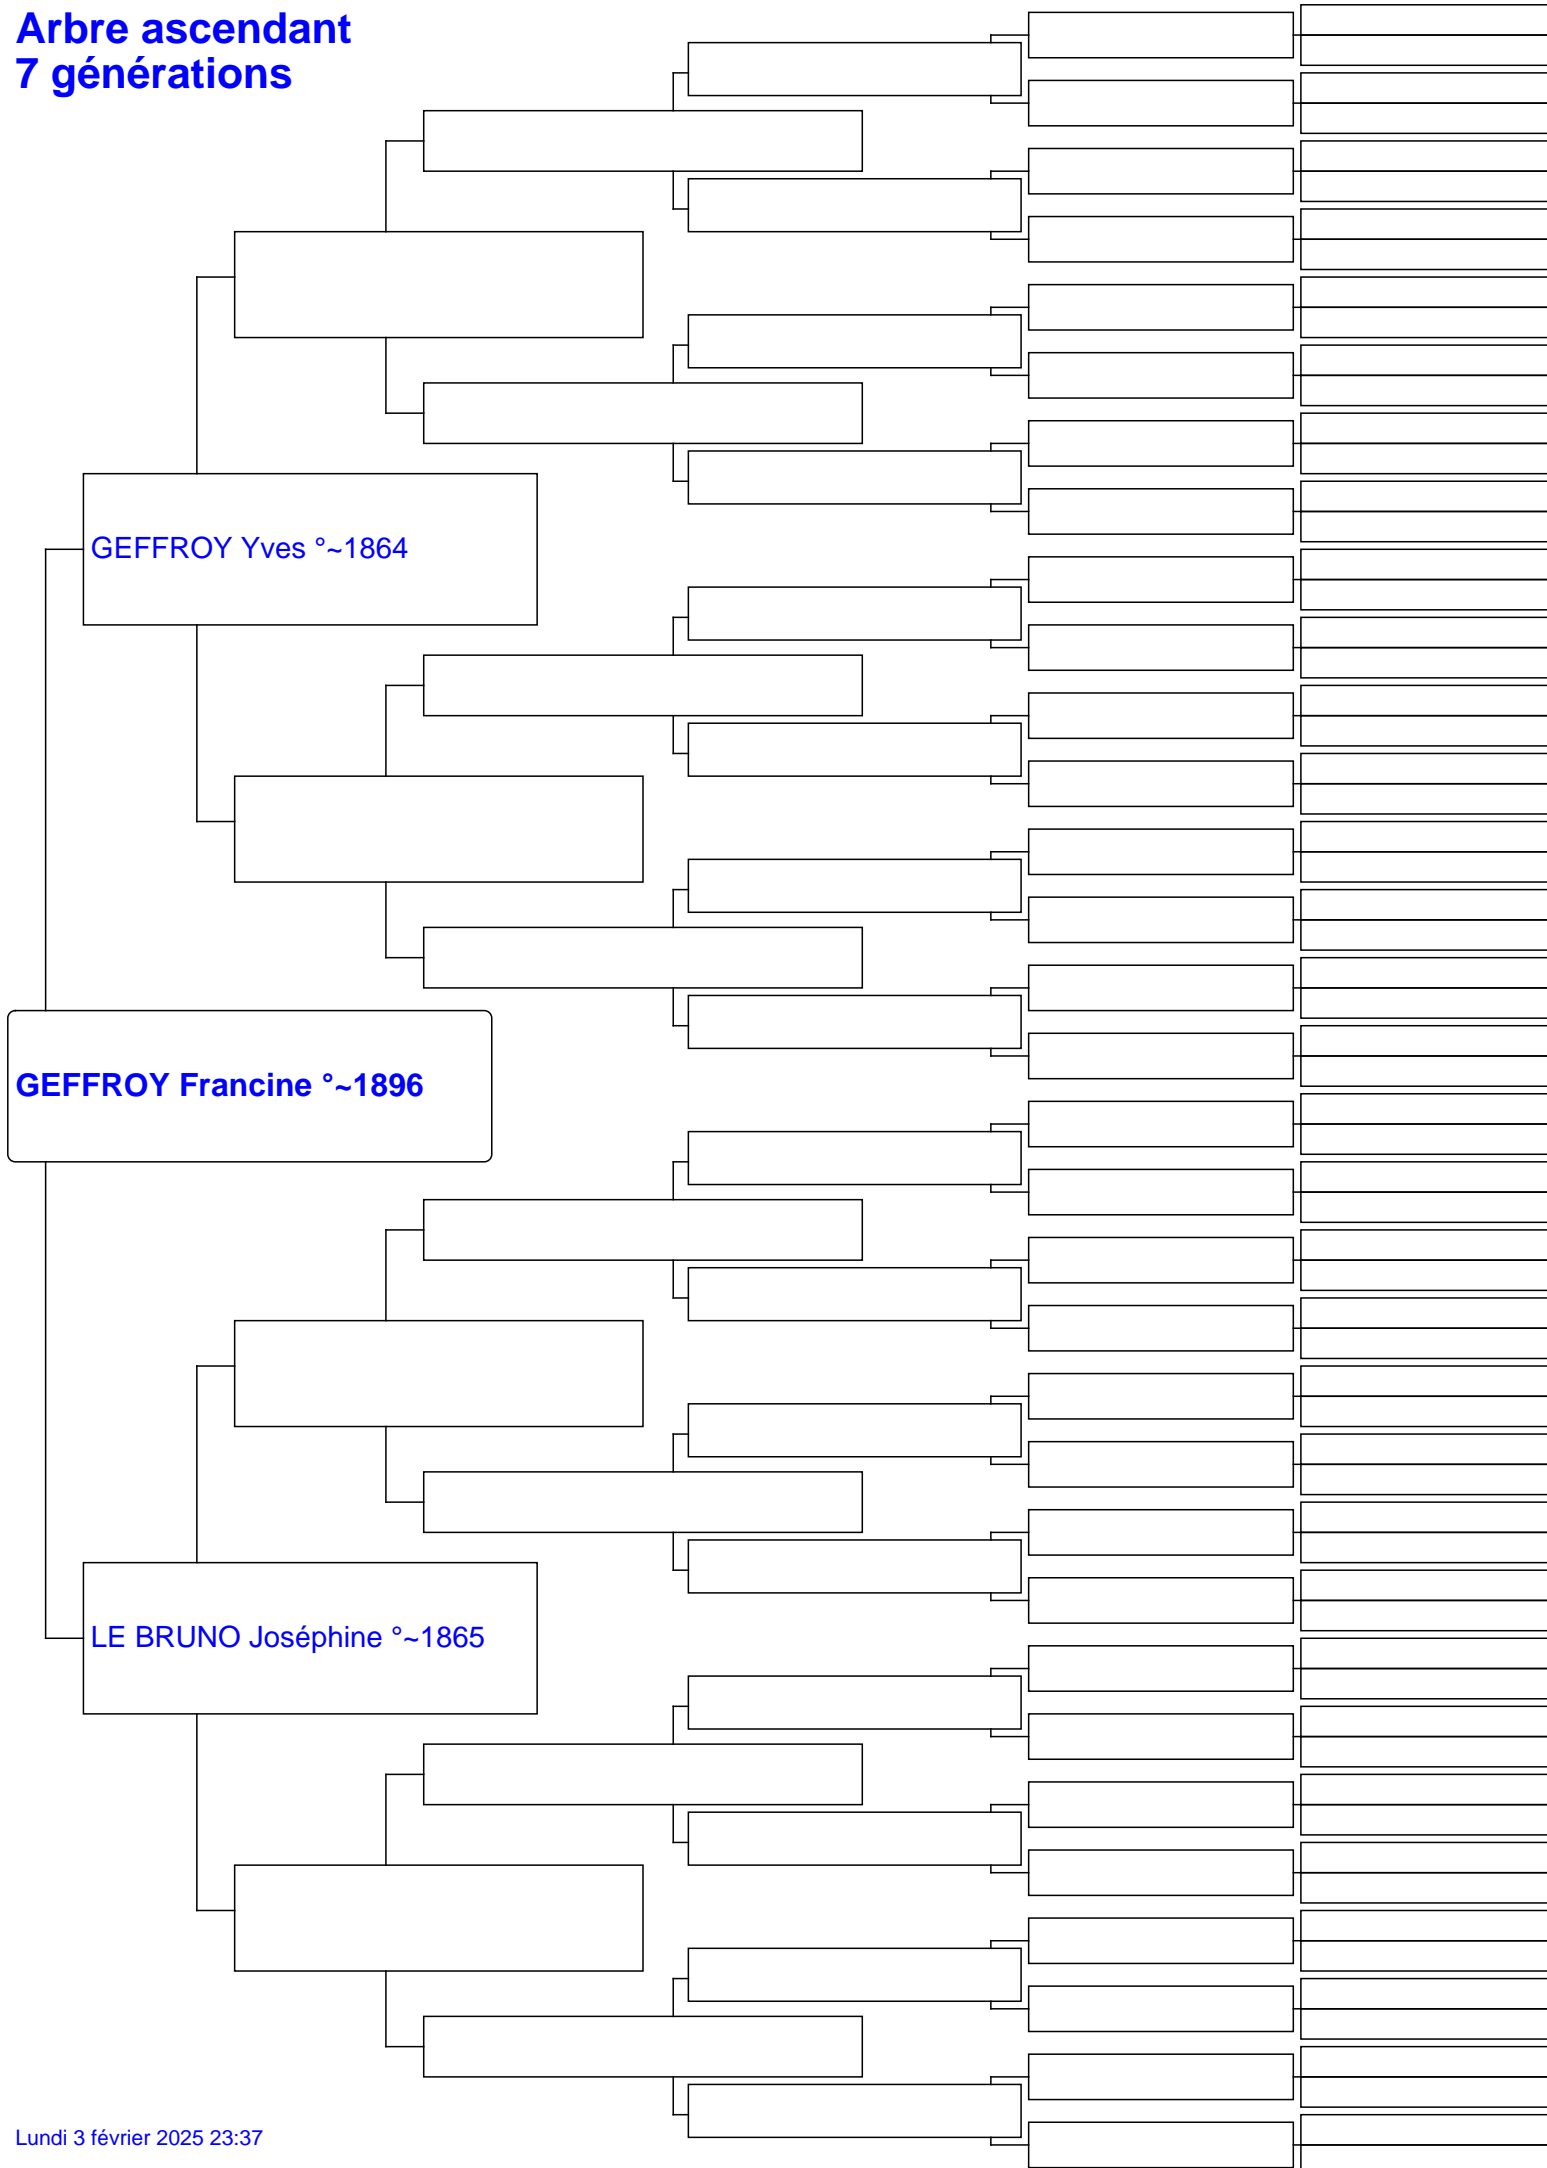 Arbre ascendant
7 générations
GEFFROY Yves °~1864
GEFFROY Francine °~1896
LE BRUNO Joséphine °~1865
Lundi 3 février 2025 23:37